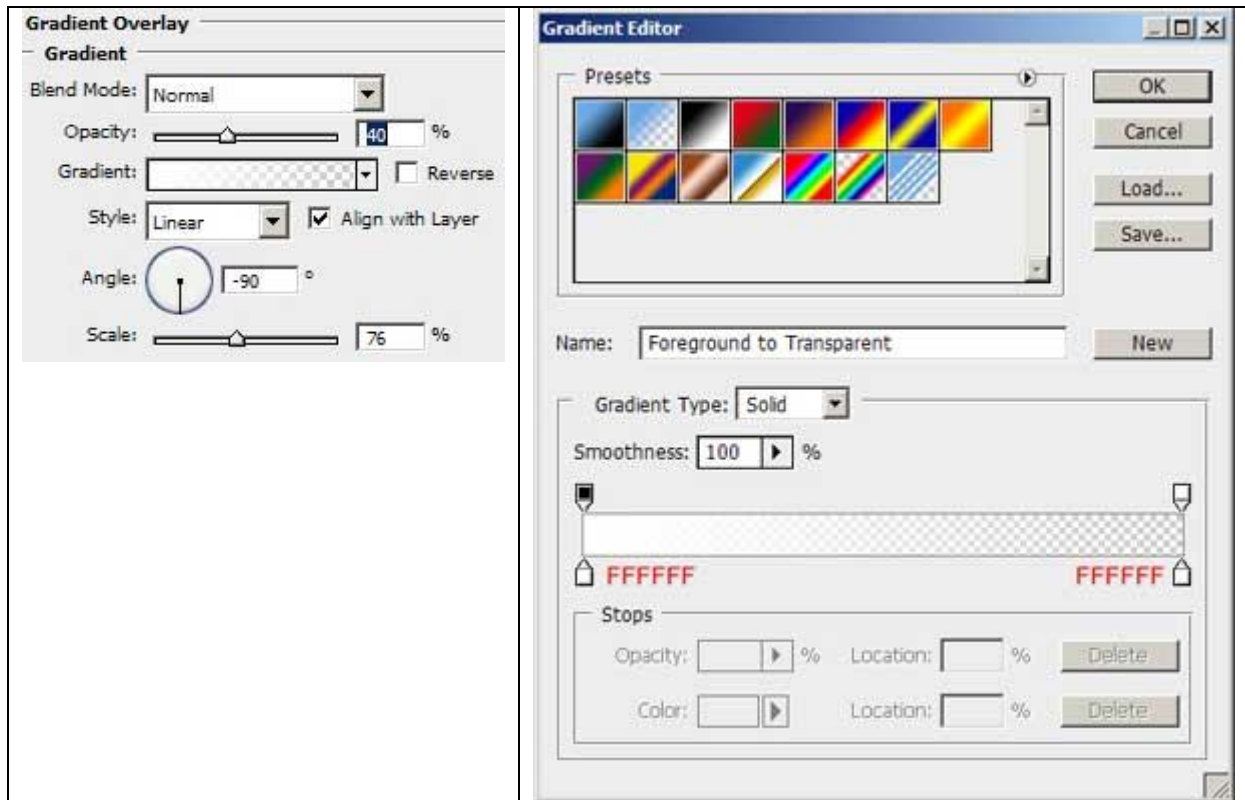 Gradient Overlay
Gradient
Blend Mode: Normal
Opacity: 40 %
Gradient: Reverse
Style: Linear Align with Layer
Angle: -90 °
Scale: 76 %
Gradient Editor
Presets
OK
Cancel
Load...
Save...
Name: Foreground to Transparent New
Gradient Type: Solid
Smoothness: 100 %
FFFFFF FFFFFF
Stops
Opacity: % Location: % Delete
Color: Location: % Delete